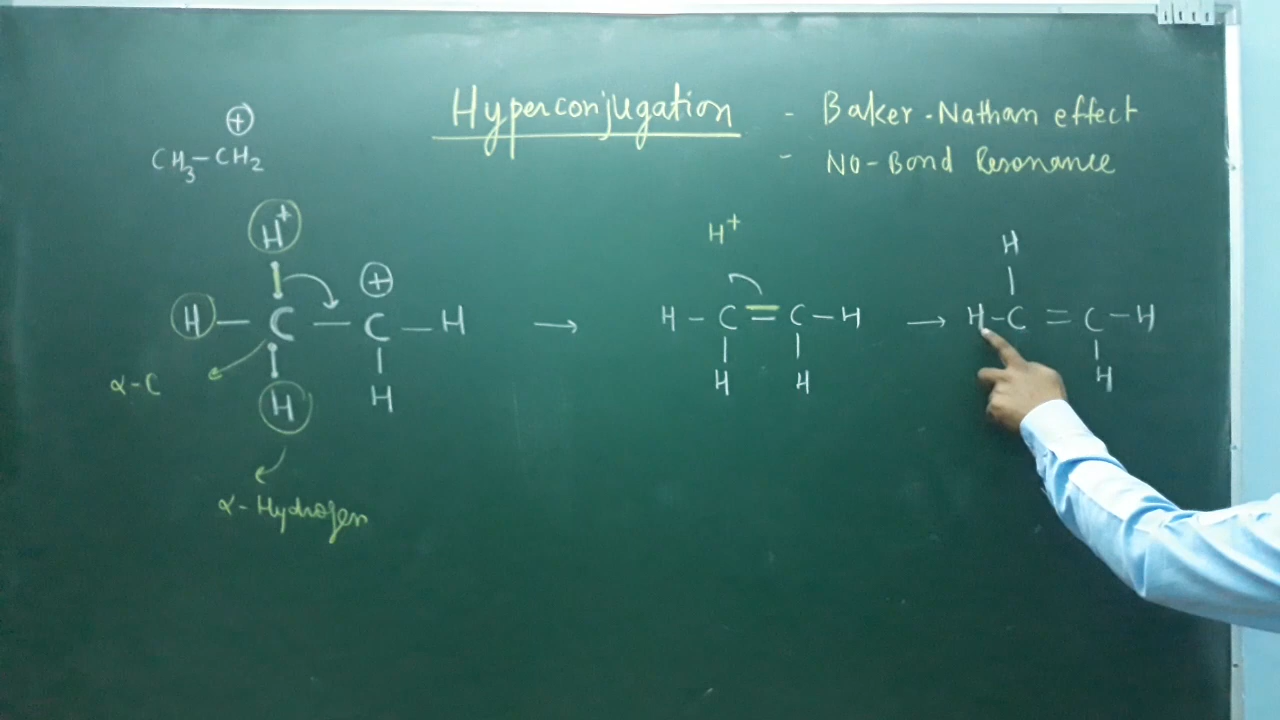 Hyperconjugation - Baker-Nathan effect
- No-Bond Resonance
⊕
CH₃-CH₂
H⁺ ⊕
H-C-C-H
H H
α-C
α-Hydrogen
→
H⁺
H-C=C-H
H H
→
H
H-C=C-H
H